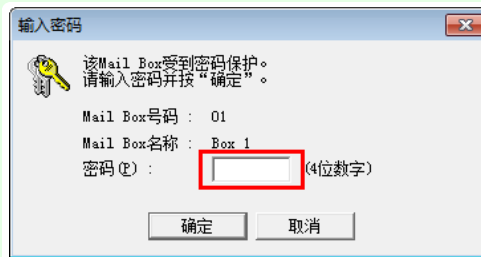 输入密码
该Mail Box受到密码保护。
请输入密码并按“确定”。
Mail Box号码 : 01
Mail Box名称 : Box 1
密码(P) : (4位数字)
确定 取消